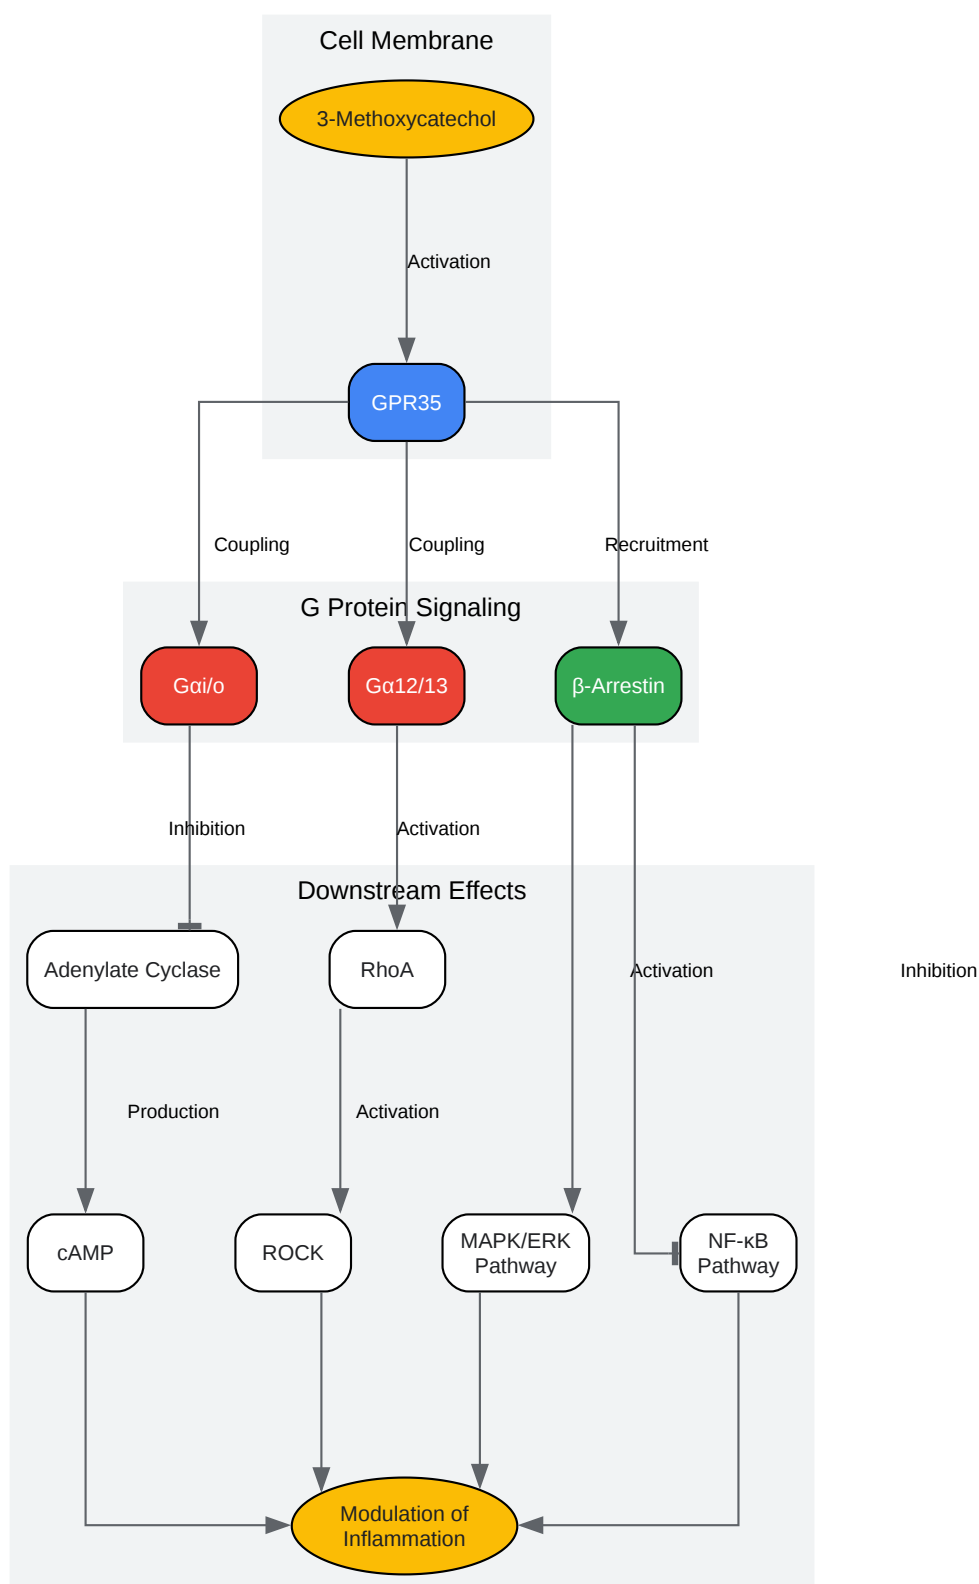 Cell Membrane
3-Methoxycatechol
Activation
GPR35
Coupling
Coupling
Recruitment
G Protein Signaling
Gαi/o
Gα12/13
β-Arrestin
Inhibition
Activation
Downstream Effects
Adenylate Cyclase
RhoA
Activation
Inhibition
Production
Activation
cAMP
ROCK
MAPK/ERK
Pathway
NF-κB
Pathway
Modulation of
Inflammation